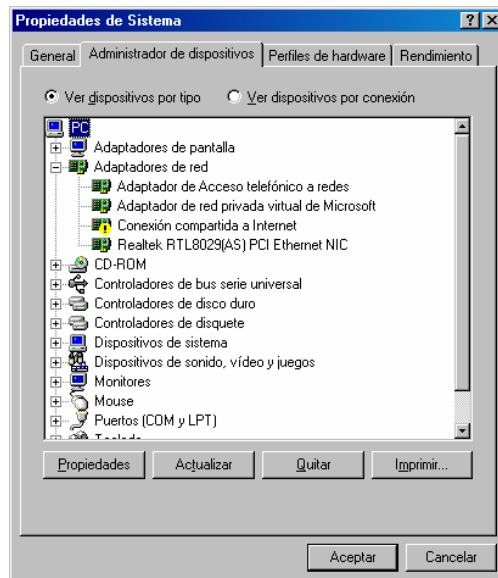 Propiedades de Sistema
General Administrador de dispositivos Perfiles de hardware Rendimiento
Ver dispositivos por tipo Ver dispositivos por conexión
PC
Adaptadores de pantalla
Adaptadores de red
Adaptador de Acceso telefónico a redes
Adaptador de red privada virtual de Microsoft
Conexión compartida a Internet
Realtek RTL8029(AS) PCI Ethernet NIC
CD-ROM
Controladores de bus serie universal
Controladores de disco duro
Controladores de disquete
Dispositivos de sistema
Dispositivos de sonido, vídeo y juegos
Monitores
Mouse
Puertos (COM y LPT)
Teclado
Propiedades Actualizar Quitar Imprimir...
Aceptar Cancelar